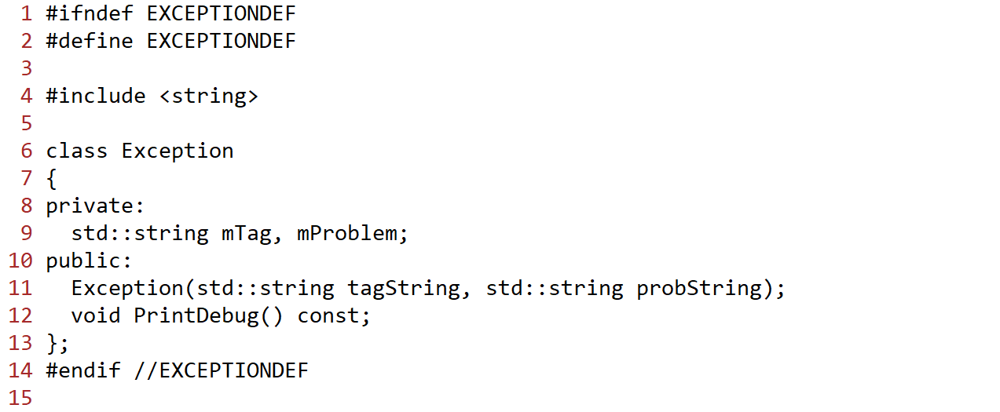 1 #ifndef EXCEPTIONDEF
2 #define EXCEPTIONDEF
3
4 #include <string>
5
6 class Exception
7 {
8 private:
9   std::string mTag, mProblem;
10 public:
11   Exception(std::string tagString, std::string probString);
12   void PrintDebug() const;
13 };
14 #endif //EXCEPTIONDEF
15